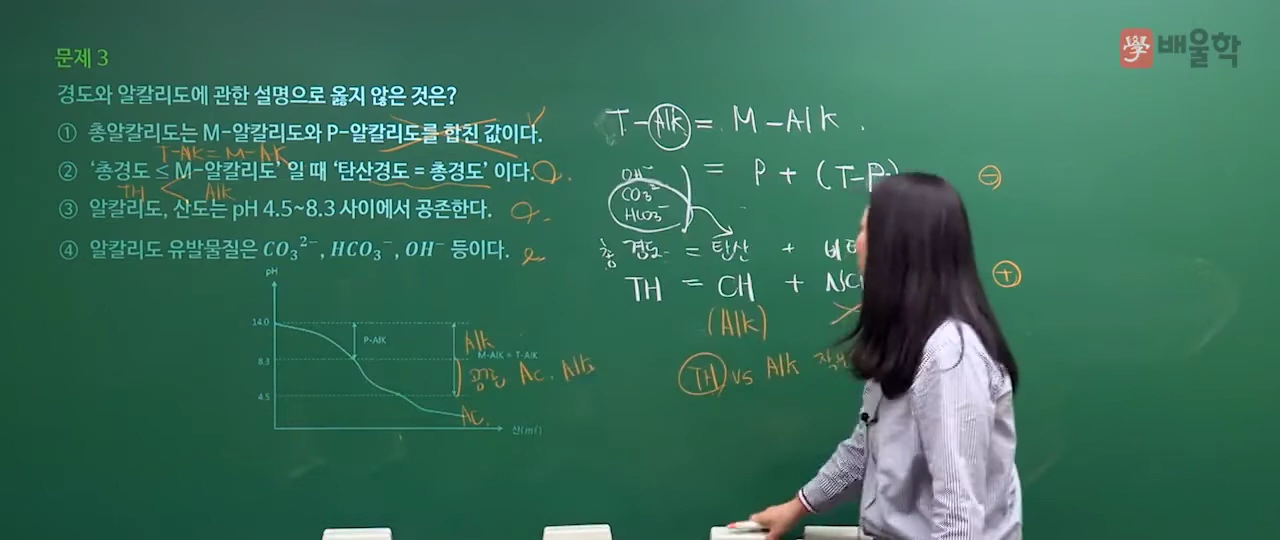 學 배울학
문제 3
경도와 알칼리도에 관한 설명으로 옳지 않은 것은?
① 총알칼리도는 M-알칼리도와 P-알칼리도를 합친 값이다.
T-AlK = M-AlK
② '총경도 ≤ M-알칼리도' 일 때 '탄산경도 = 총경도' 이다.
TH < Alk
③ 알칼리도, 산도는 pH 4.5~8.3 사이에서 공존한다.
④ 알칼리도 유발물질은 CO₃²⁻, HCO₃⁻, OH⁻ 등이다.
pH
14.0
P-AlK
Alk
M-AlK = T-AlK
8.3
공존 Ac. Alk
4.5
Ac.
산(mℓ)
T-Alk = M-Alk.
OH⁻
CO₃²⁻
HCO₃⁻
= P + (T-P)
⊖
총 경도 = 탄산 + 비탄
TH = CH + NCH
⊕
(Alk)
TH vs Alk